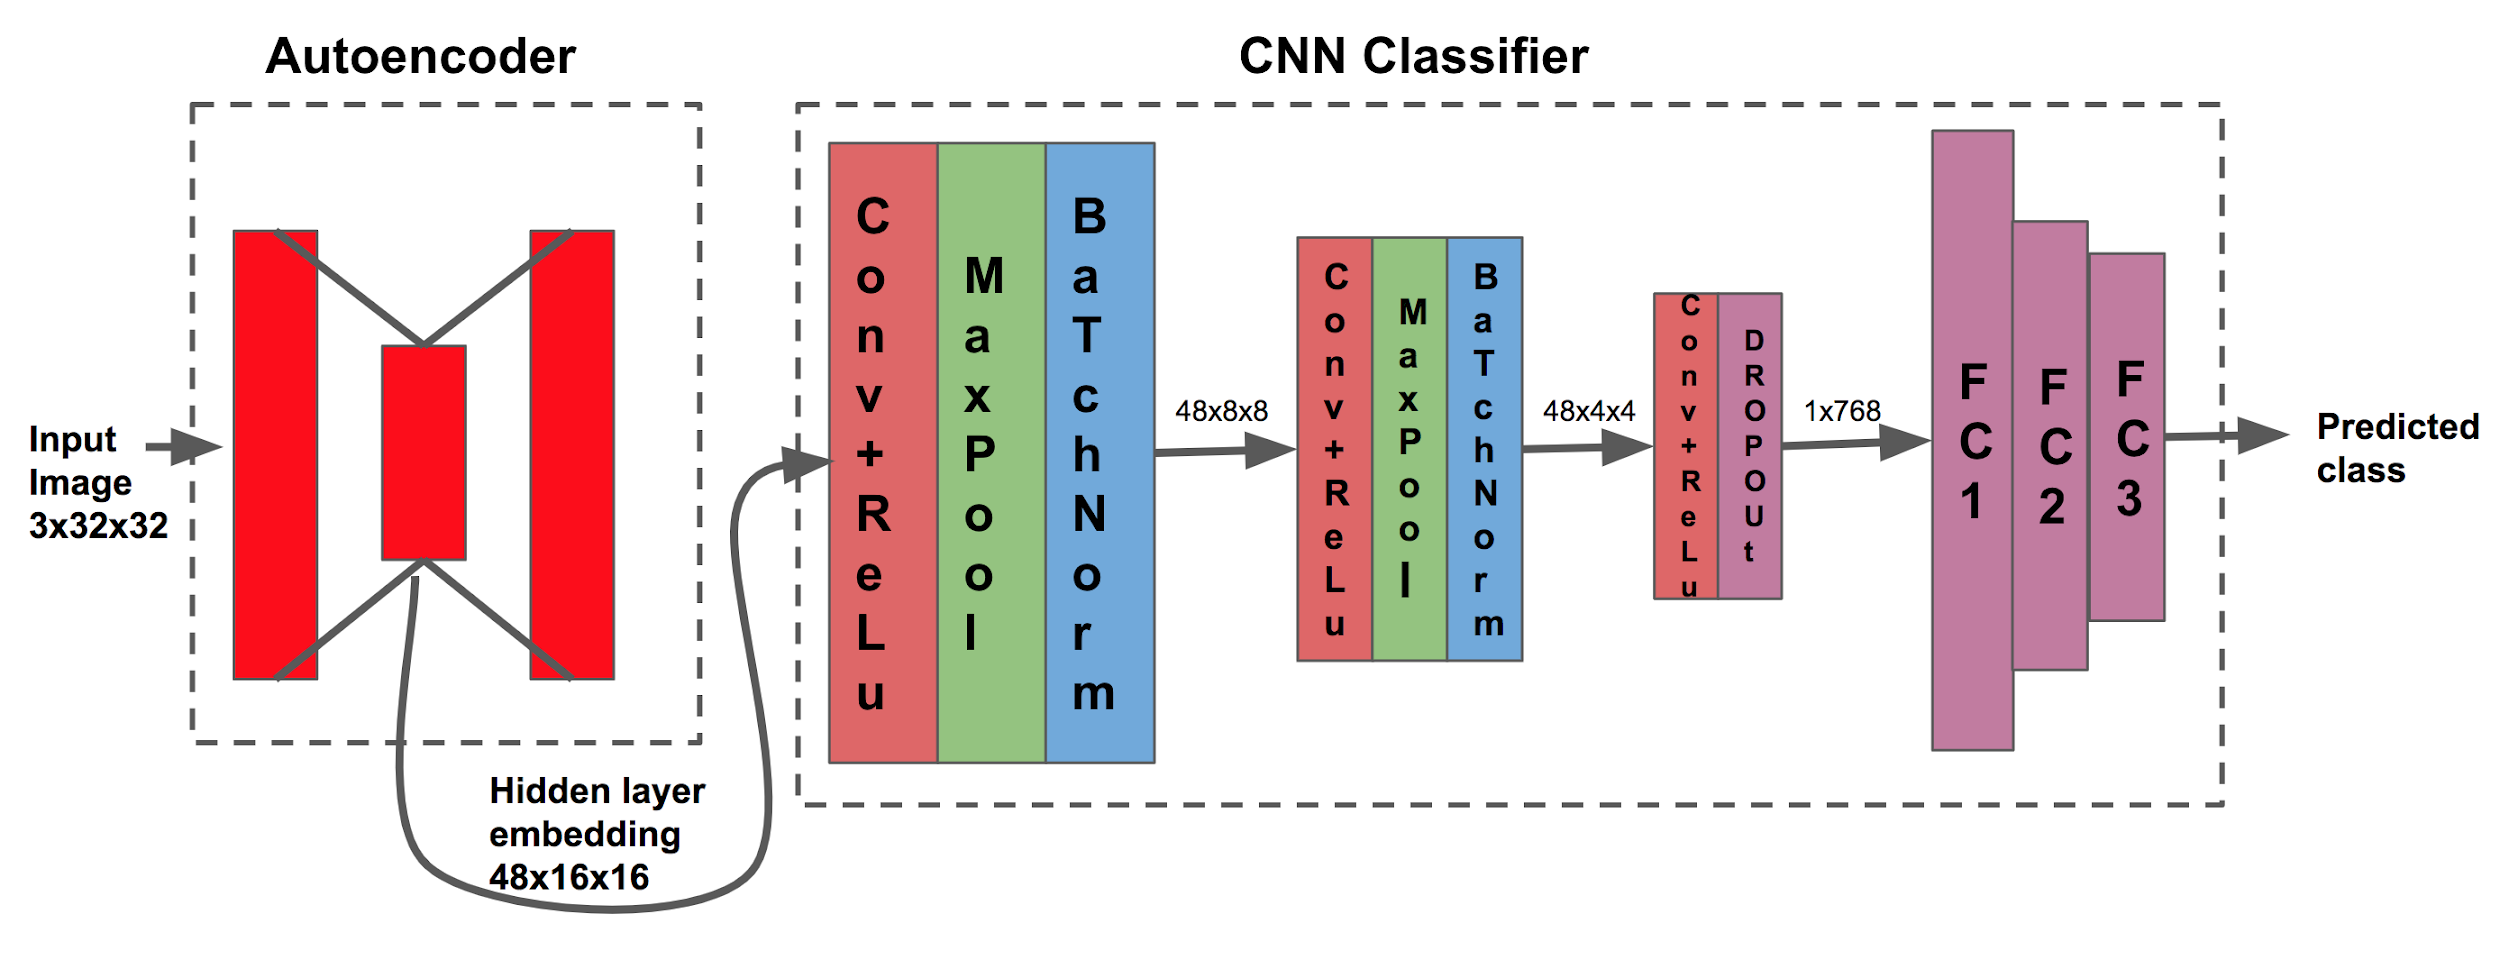 Autoencoder
CNN Classifier
Input
Image
3x32x32
Hidden layer
embedding
48x16x16
Conv+ReLu
MaxPool
BaTchNorm
48x8x8
Conv+ReLu
MaxPool
BaTchNorm
48x4x4
Conv+ReLu
DROPOUt
1x768
FC1
FC2
FC3
Predicted
class